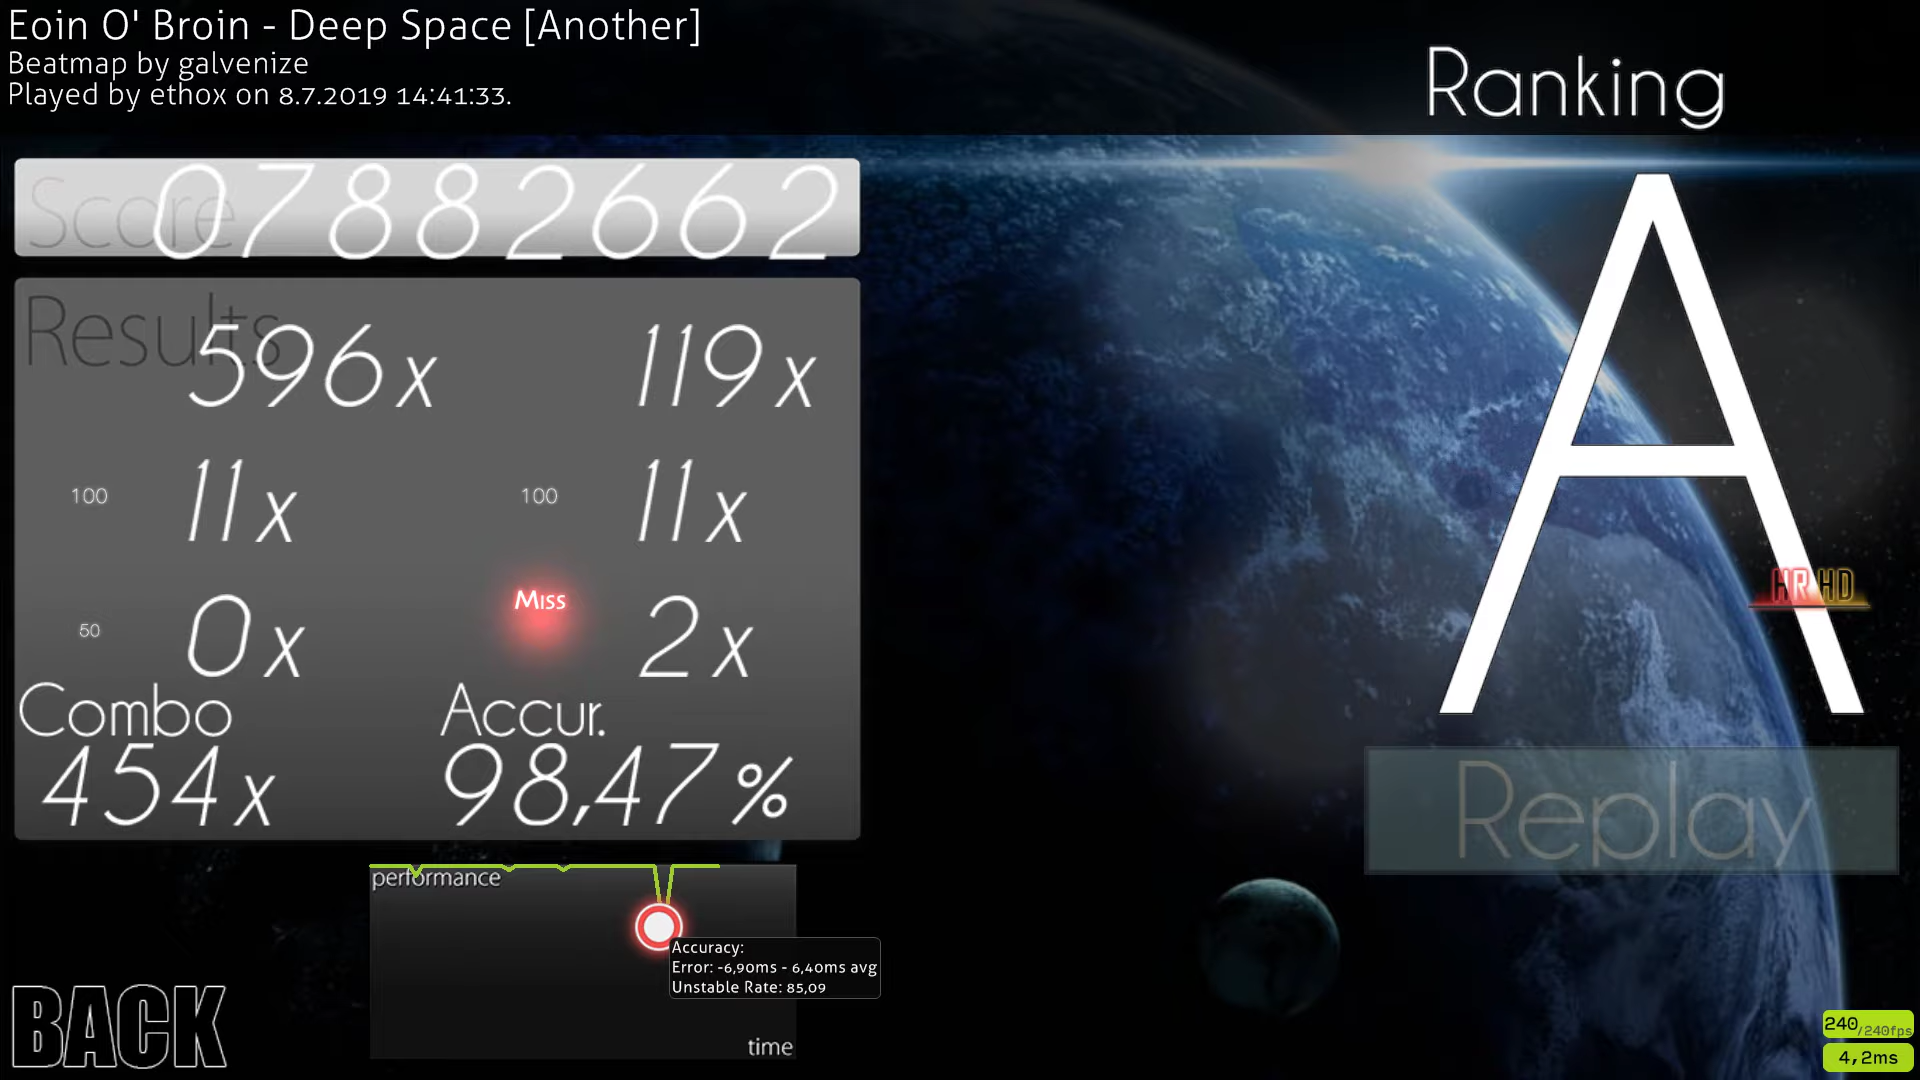 Eoin O' Broin - Deep Space [Another]
Beatmap by galvenize
Played by ethox on 8.7.2019 14:41:33.
Ranking
Score 07882662
A
Results
596x 119x
100 11x 100 11x
50 0x Miss 2x
HR HD
Combo Accur.
454x 98,47%
Replay
performance
Accuracy:
Error: -6,90ms - 6,40ms avg
Unstable Rate: 85,09
time
BACK
240/240fps
4,2ms